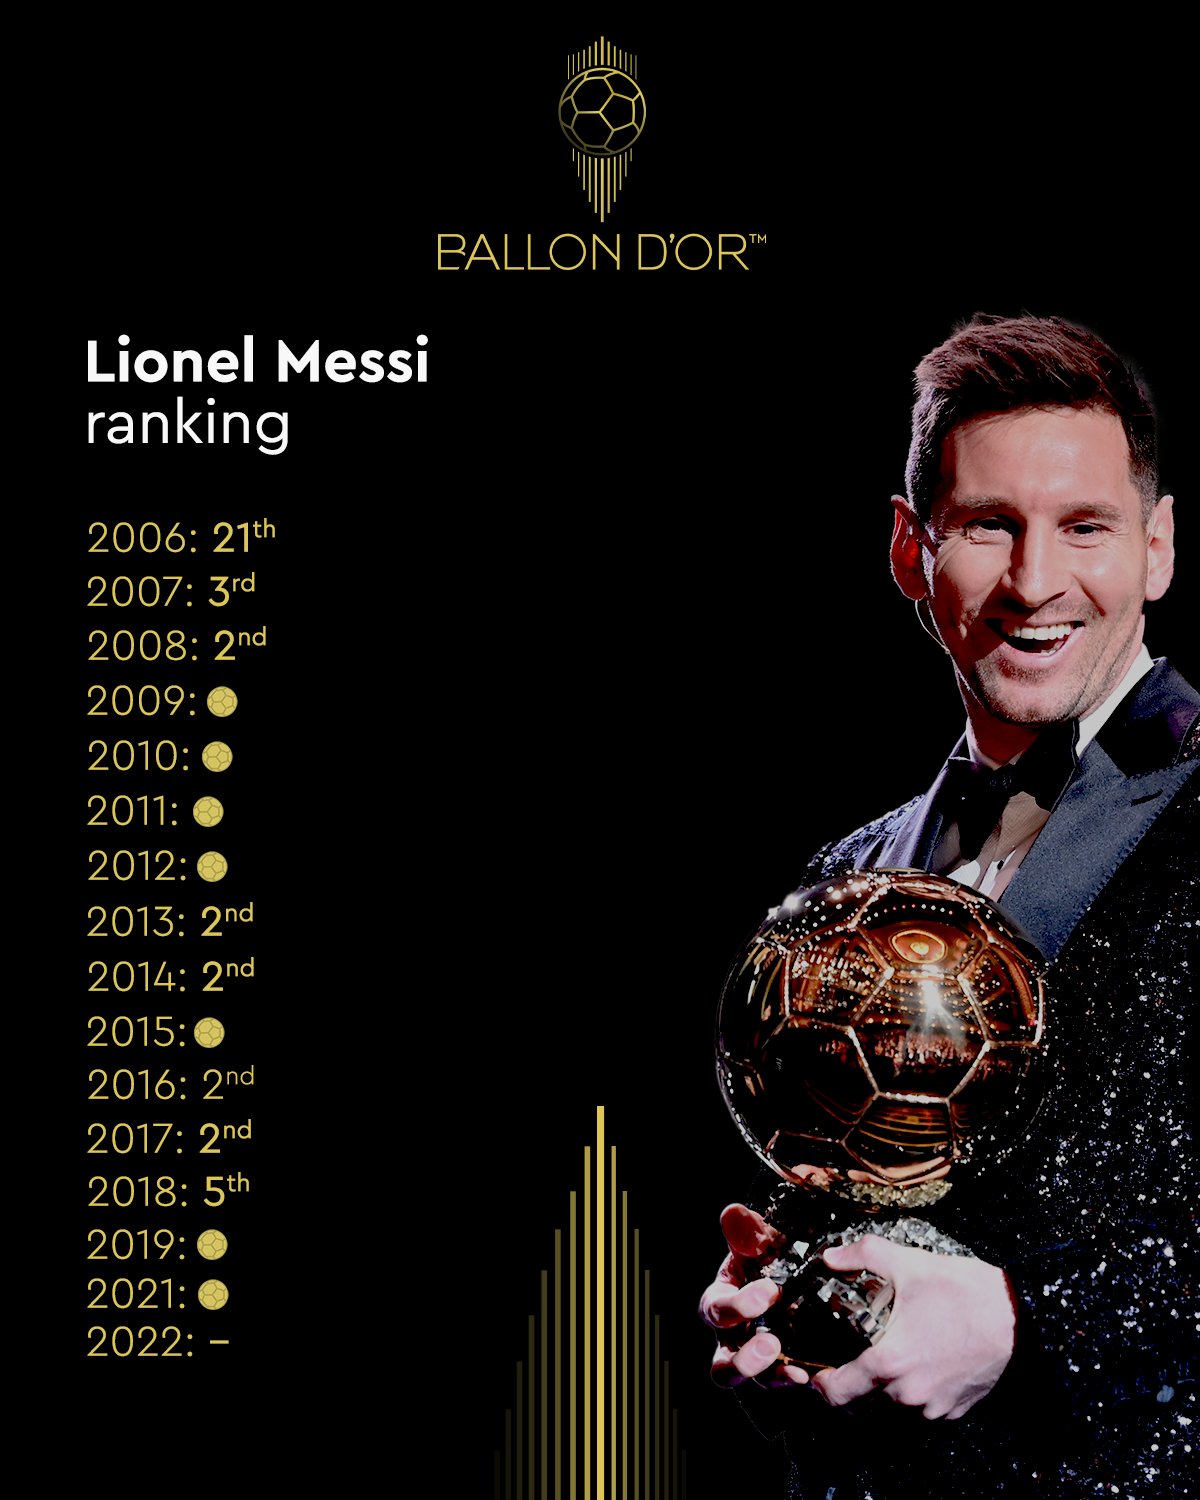 BALLON D'OR™
Lionel Messi
ranking
2006: 21th
2007: 3rd
2008: 2nd
2009:
2010:
2011:
2012:
2013: 2nd
2014: 2nd
2015:
2016: 2nd
2017: 2nd
2018: 5th
2019:
2021:
2022: –